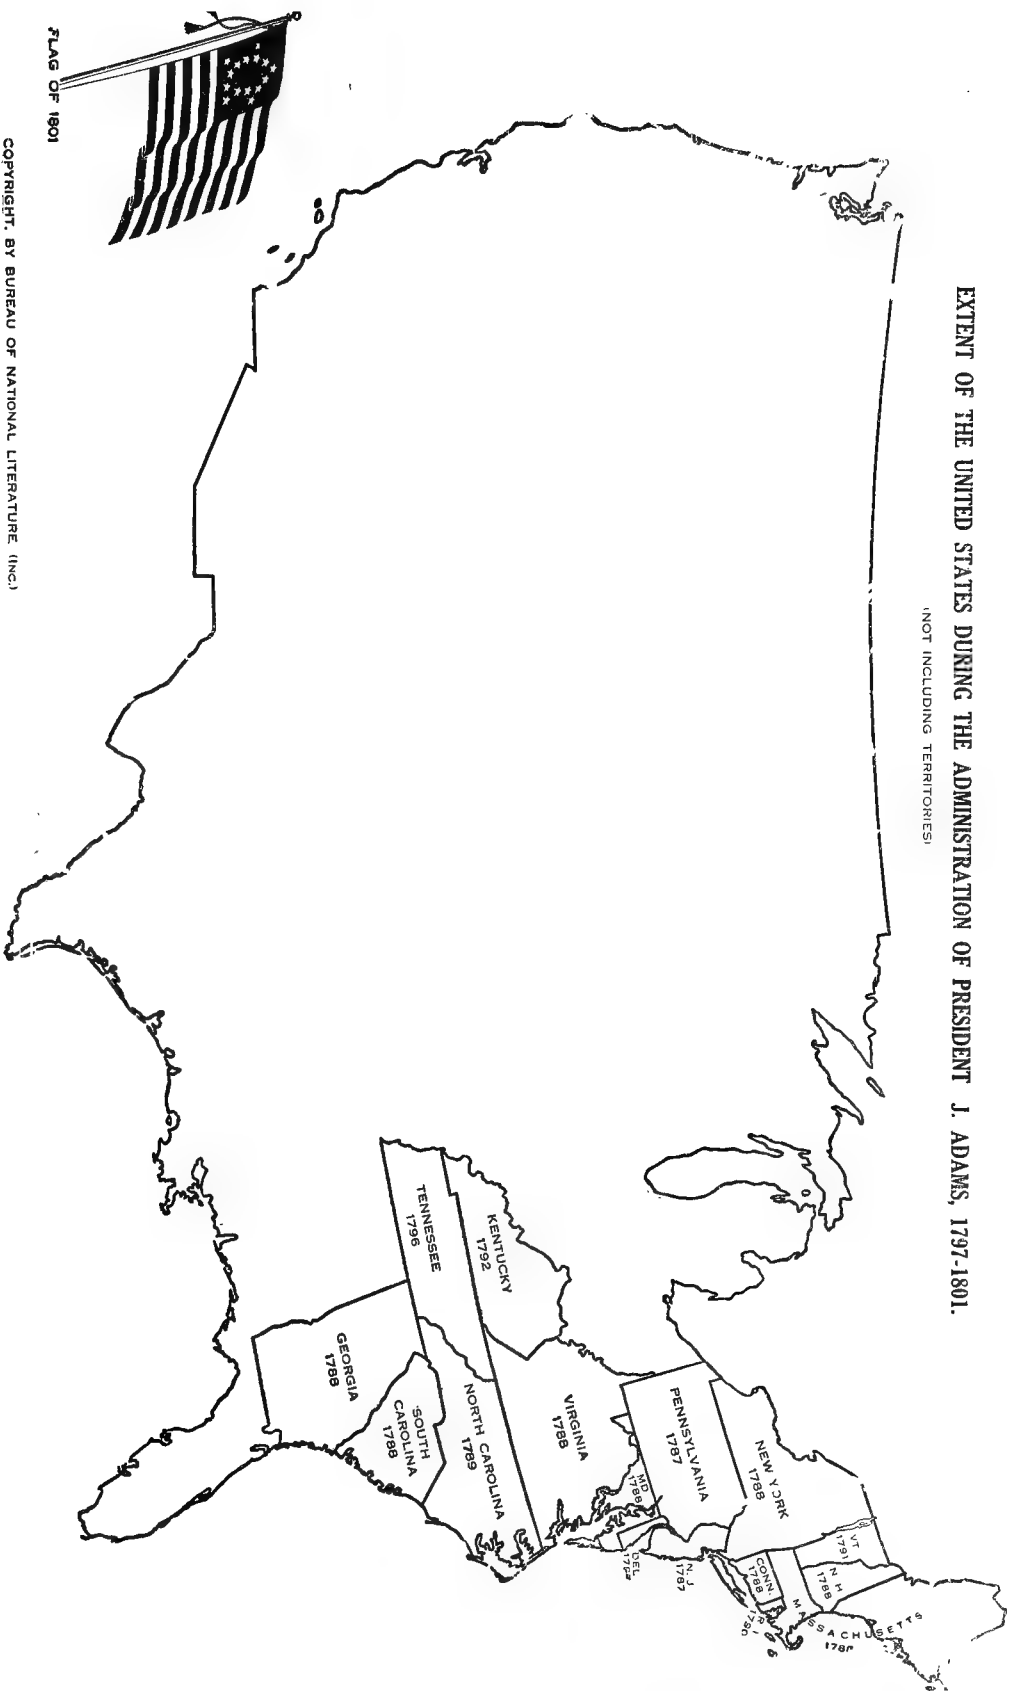 EXTENT OF THE UNITED STATES DURING THE ADMINISTRATION OF PRESIDENT J. ADAMS, 1797-1801.
(NOT INCLUDING TERRITORIES)
VT
1791
N H
1788
MASSACHUSETTS
NEW YORK
1788
CONN.
1788
R I
PENNSYLVANIA
1787
N. J
1787
MD
1788
DEL
VIRGINIA
1788
KENTUCKY
1792
TENNESSEE
1796
NORTH CAROLINA
1789
SOUTH
CAROLINA
1788
GEORGIA
1788
FLAG OF 1801
COPYRIGHT. BY BUREAU OF NATIONAL LITERATURE. (INC.)